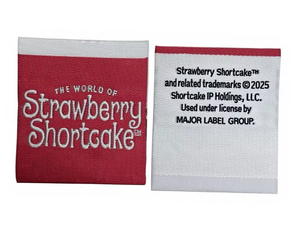 THE WORLD OF
Strawberry
Shortcake™
Strawberry Shortcake™
and related trademarks ©2025
Shortcake IP Holdings, LLC.
Used under license by
MAJOR LABEL GROUP.